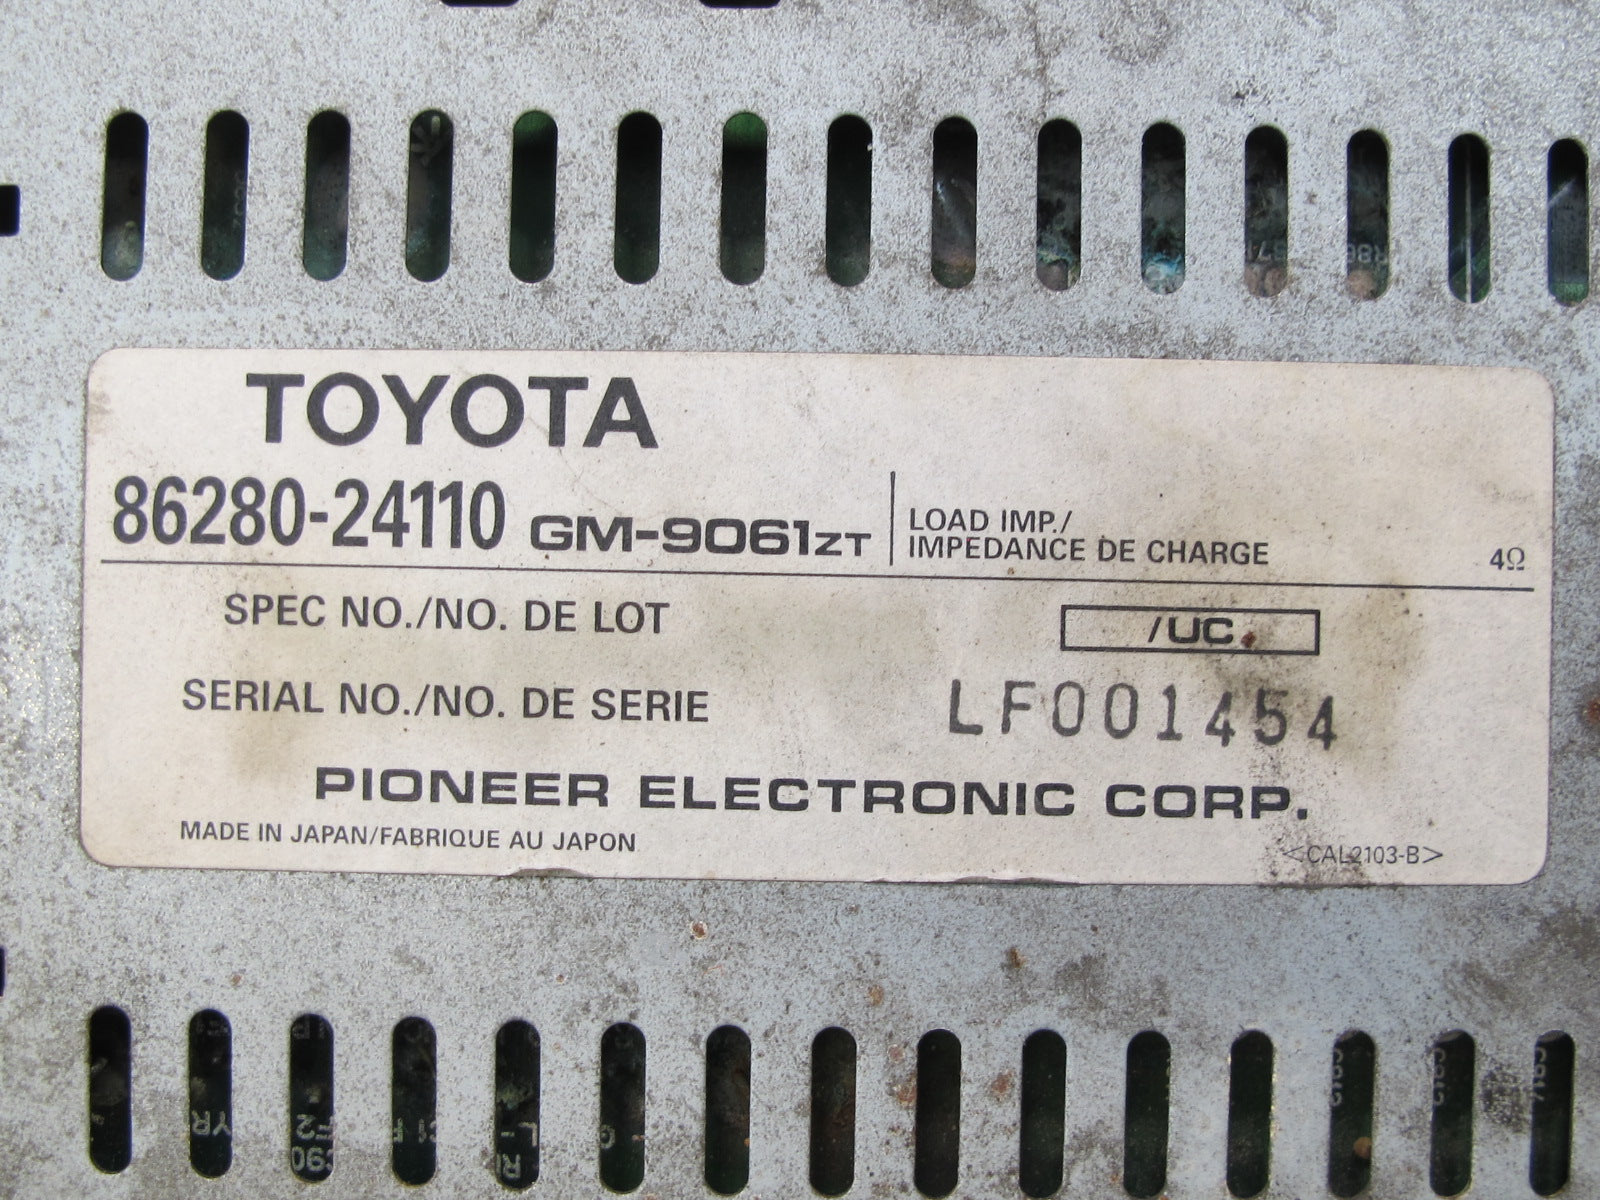 TOYOTA
86280-24110 GM-9061ZT
LOAD IMP./
IMPEDANCE DE CHARGE 4Ω
SPEC NO./NO. DE LOT /UC
SERIAL NO./NO. DE SERIE LF001454
PIONEER ELECTRONIC CORP.
MADE IN JAPAN/FABRIQUE AU JAPON <CAL2103-B>